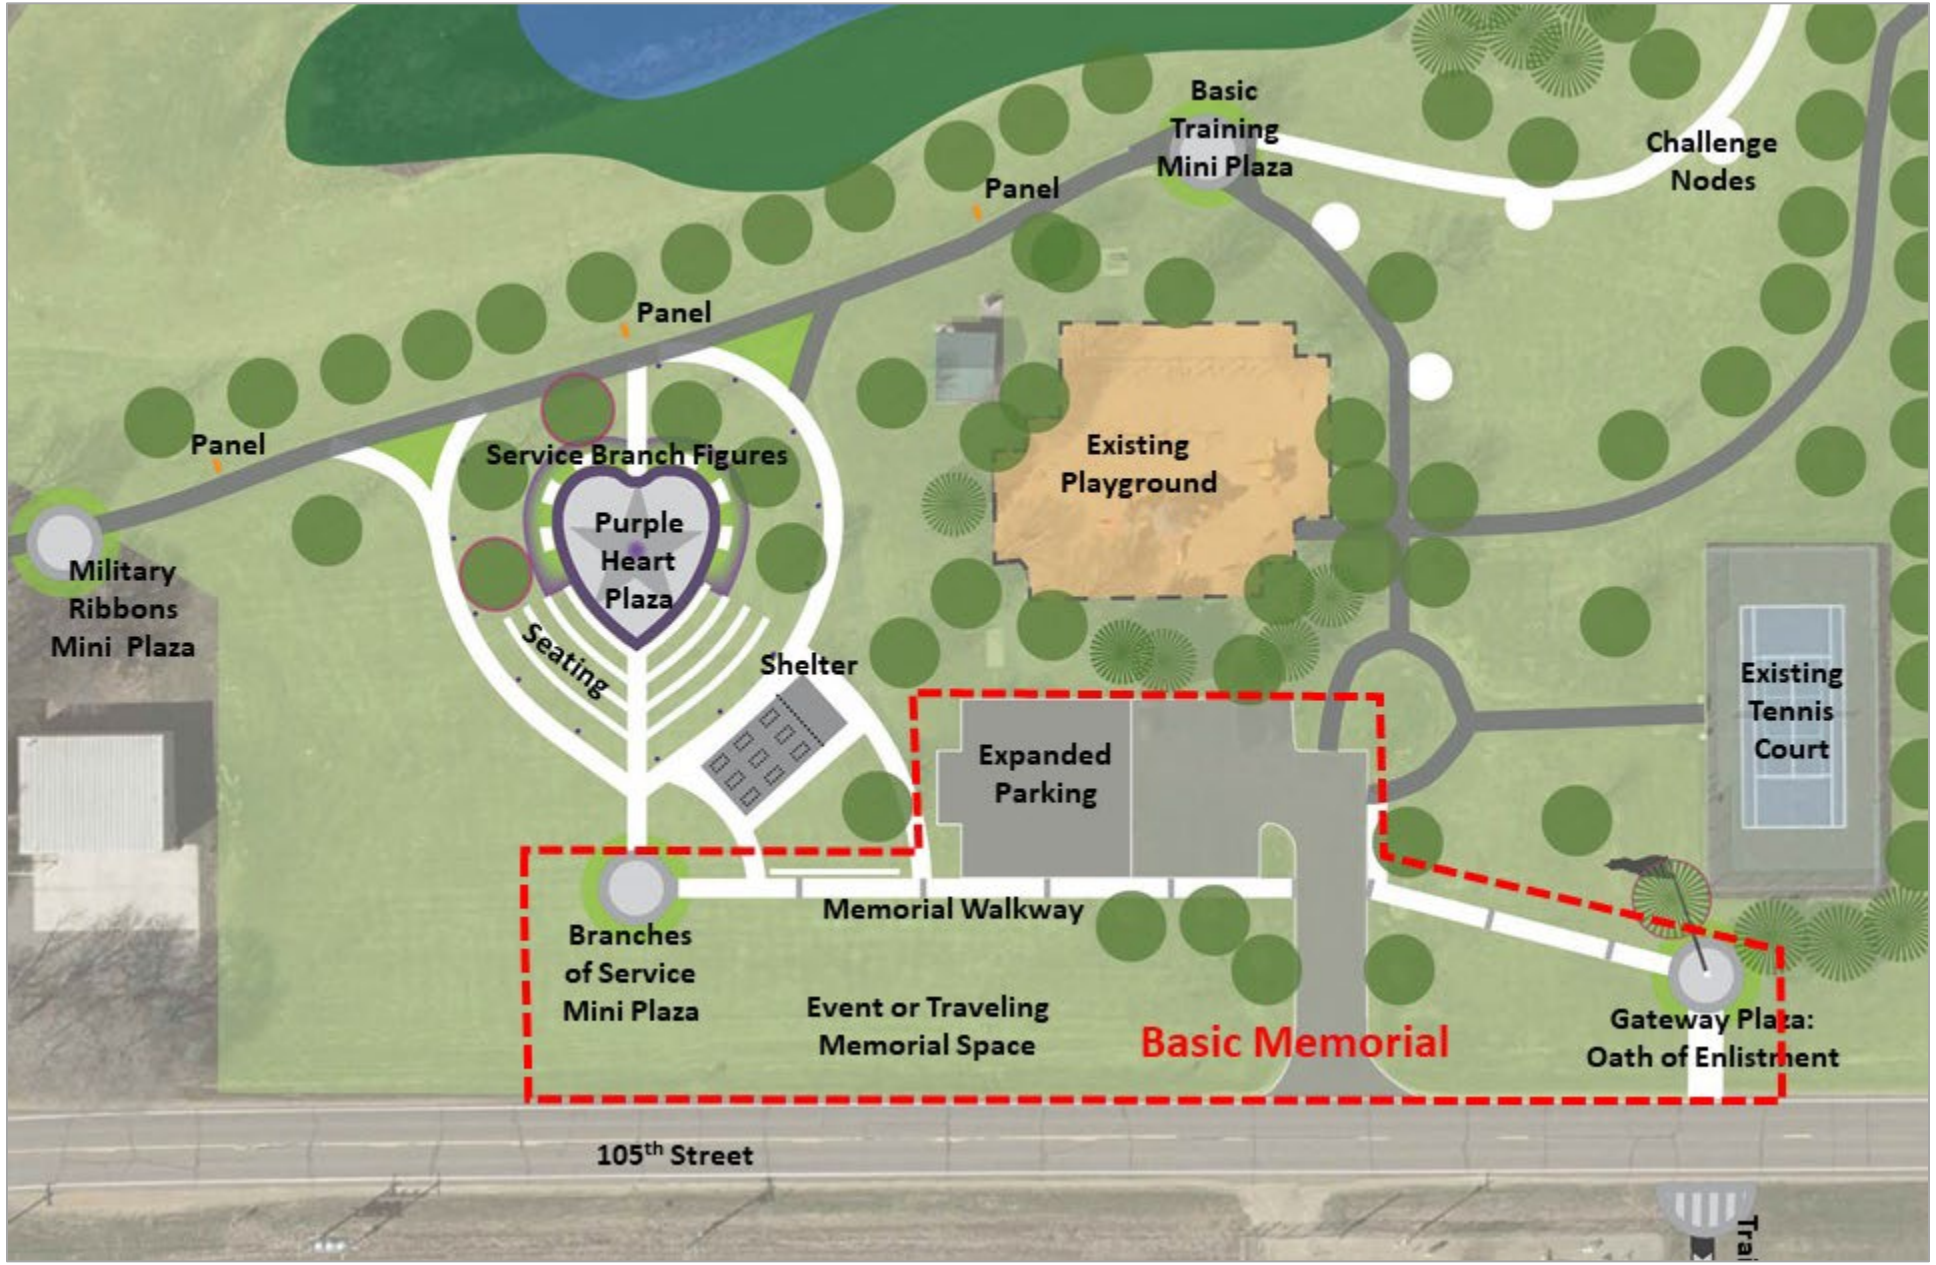 Basic
Training
Mini Plaza
Challenge
Nodes
Panel
Panel
Panel
Service Branch Figures
Purple
Heart
Plaza
Existing
Playground
Military
Ribbons
Mini Plaza
Seating
Shelter
Existing
Tennis
Court
Expanded
Parking
Memorial Walkway
Branches
of Service
Mini Plaza
Event or Traveling
Memorial Space
Basic Memorial
Gateway Plaza:
Oath of Enlistment
105th Street
Trai